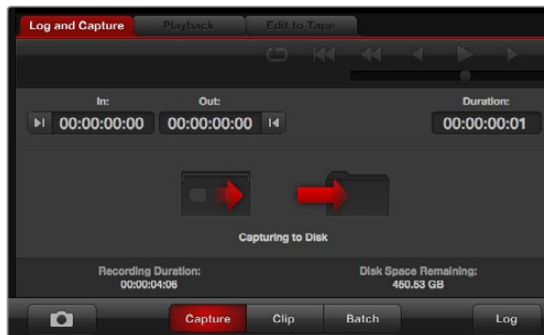 Log and Capture Playback Edit to Tape
In: Out: Duration:
00:00:00:00 00:00:00:00 00:00:00:01
Capturing to Disk
Recording Duration: Disk Space Remaining:
00:00:04:06 450.53 GB
Capture Clip Batch Log